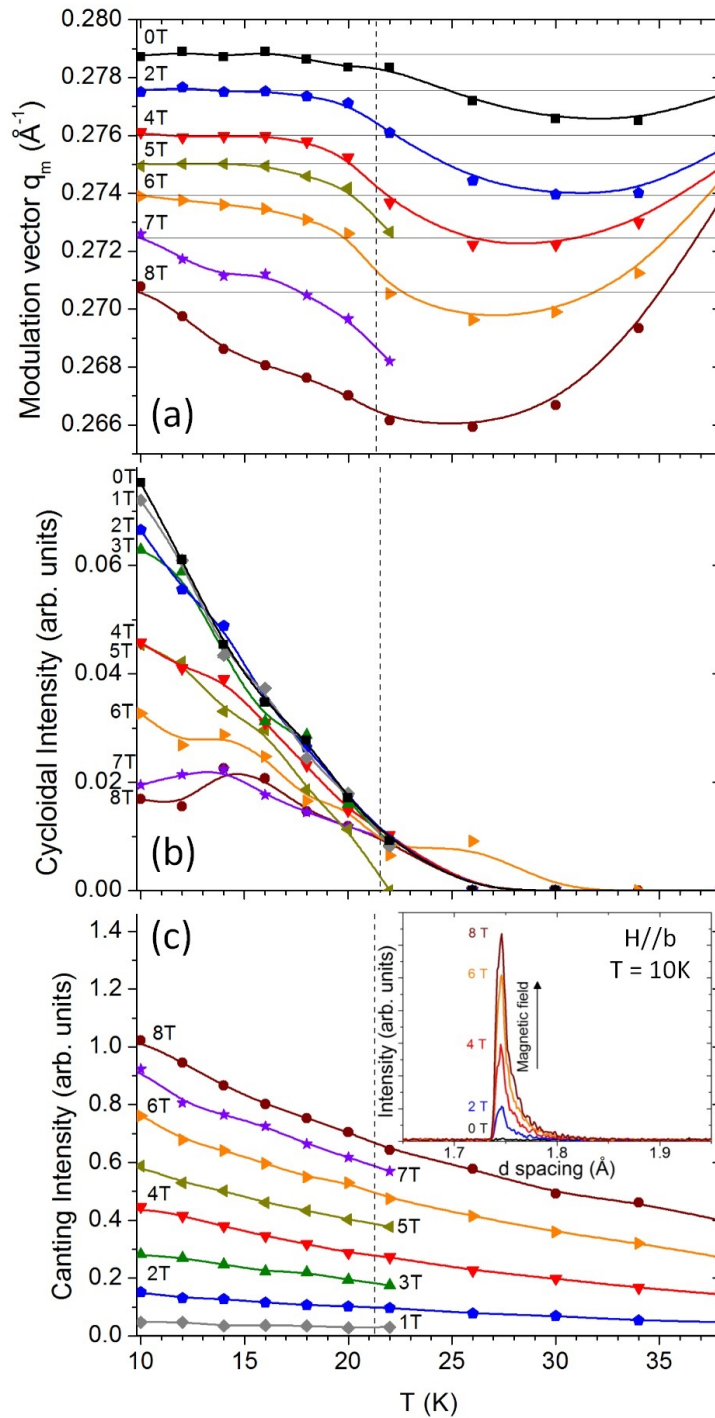 0.280
0T
0.278
2T
0.276
4T
5T
0.274
6T
0.272
7T
8T
0.270
0.268
0.266
Modulation vector qₘ (Å⁻¹)
(a)
0T
1T
2T
3T
0.06
4T
5T
0.04
6T
7T
0.02
8T
0.00
Cycloidal Intensity (arb. units)
(b)
(c)
1.4
1.2
1.0
0.8
0.6
0.4
0.2
0.0
Canting Intensity (arb. units)
8T
6T
4T
2T
7T
5T
3T
1T
Intensity (arb. units)
8 T
6 T
4 T
2 T
0 T
Magnetic field
H//b
T = 10K
1.7 1.8 1.9
d spacing (Å)
10 15 20 25 30 35
T (K)